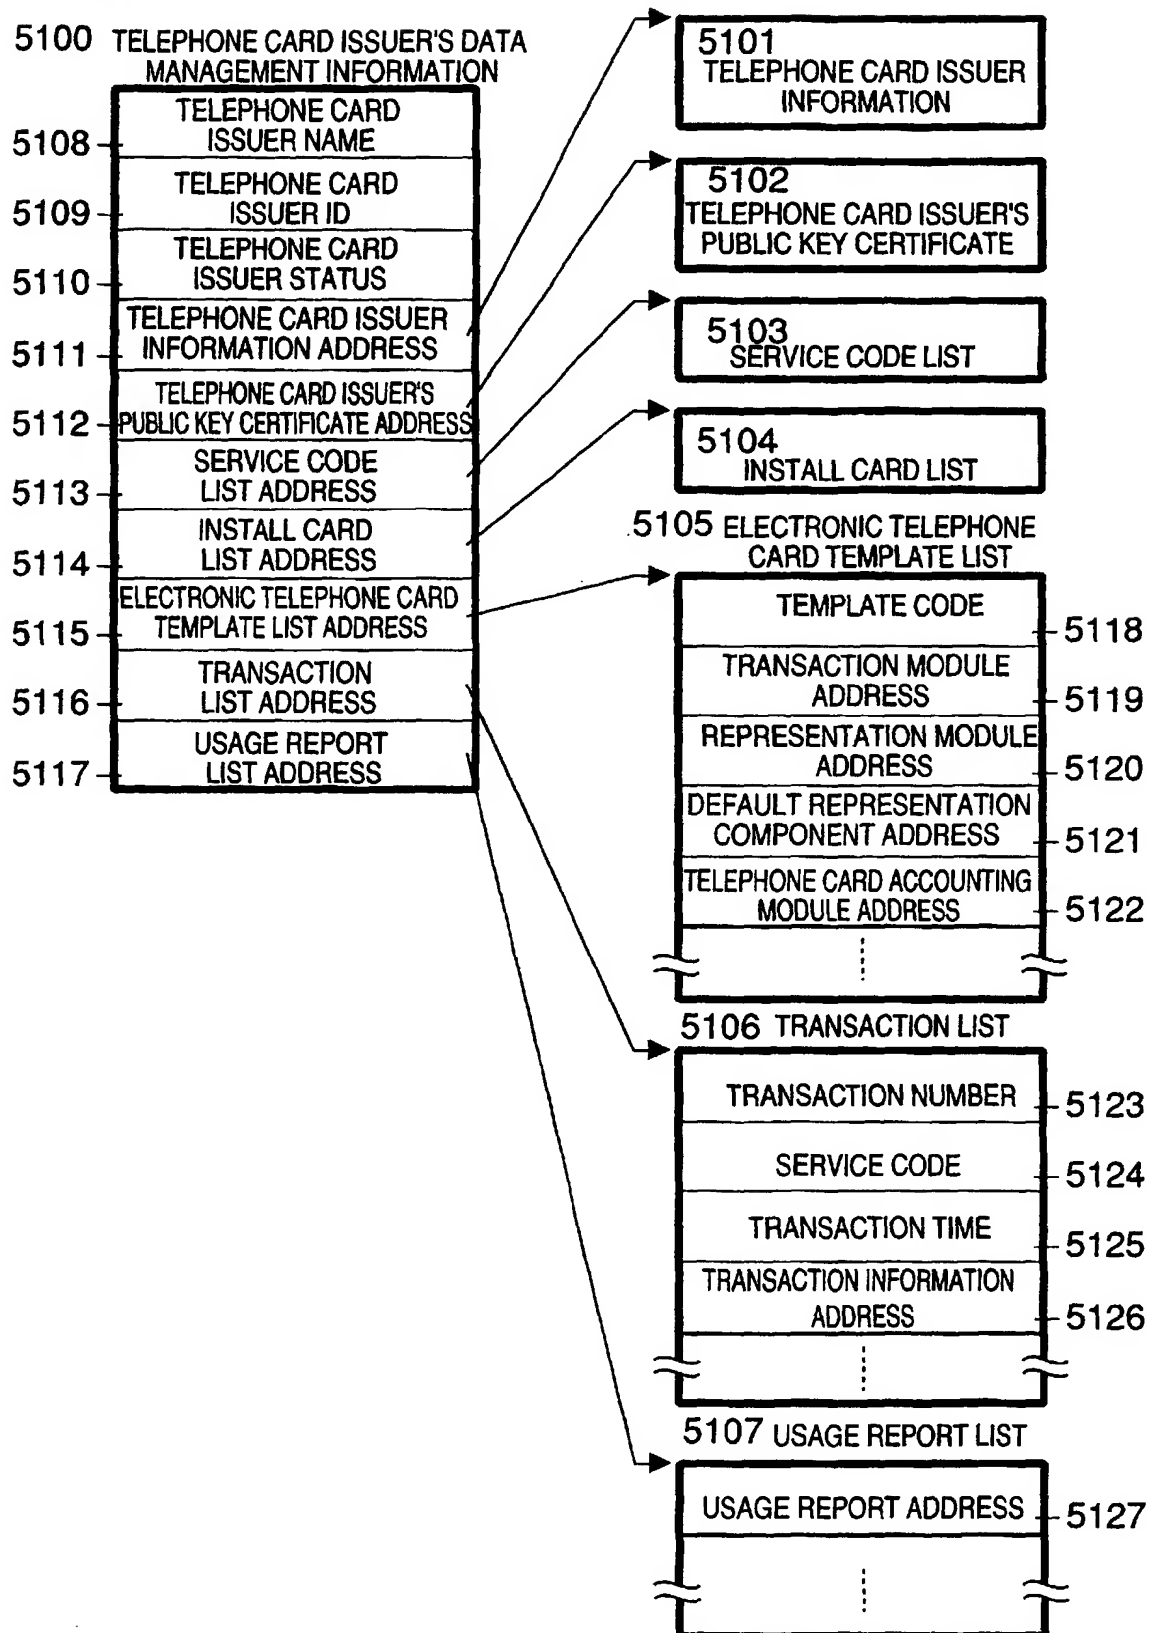 5100 TELEPHONE CARD ISSUER'S DATA
MANAGEMENT INFORMATION
TELEPHONE CARD
ISSUER NAME
5108
TELEPHONE CARD
ISSUER ID
5109
TELEPHONE CARD
ISSUER STATUS
5110
TELEPHONE CARD ISSUER
INFORMATION ADDRESS
5111
TELEPHONE CARD ISSUER'S
PUBLIC KEY CERTIFICATE ADDRESS
5112
SERVICE CODE
LIST ADDRESS
5113
INSTALL CARD
LIST ADDRESS
5114
ELECTRONIC TELEPHONE CARD
TEMPLATE LIST ADDRESS
5115
TRANSACTION
LIST ADDRESS
5116
USAGE REPORT
LIST ADDRESS
5117
5101
TELEPHONE CARD ISSUER
INFORMATION
5102
TELEPHONE CARD ISSUER'S
PUBLIC KEY CERTIFICATE
5103
SERVICE CODE LIST
5104
INSTALL CARD LIST
5105 ELECTRONIC TELEPHONE
CARD TEMPLATE LIST
TEMPLATE CODE
5118
TRANSACTION MODULE
ADDRESS
5119
REPRESENTATION MODULE
ADDRESS
5120
DEFAULT REPRESENTATION
COMPONENT ADDRESS
5121
TELEPHONE CARD ACCOUNTING
MODULE ADDRESS
5122
5106 TRANSACTION LIST
TRANSACTION NUMBER
5123
SERVICE CODE
5124
TRANSACTION TIME
5125
TRANSACTION INFORMATION
ADDRESS
5126
5107 USAGE REPORT LIST
USAGE REPORT ADDRESS
5127